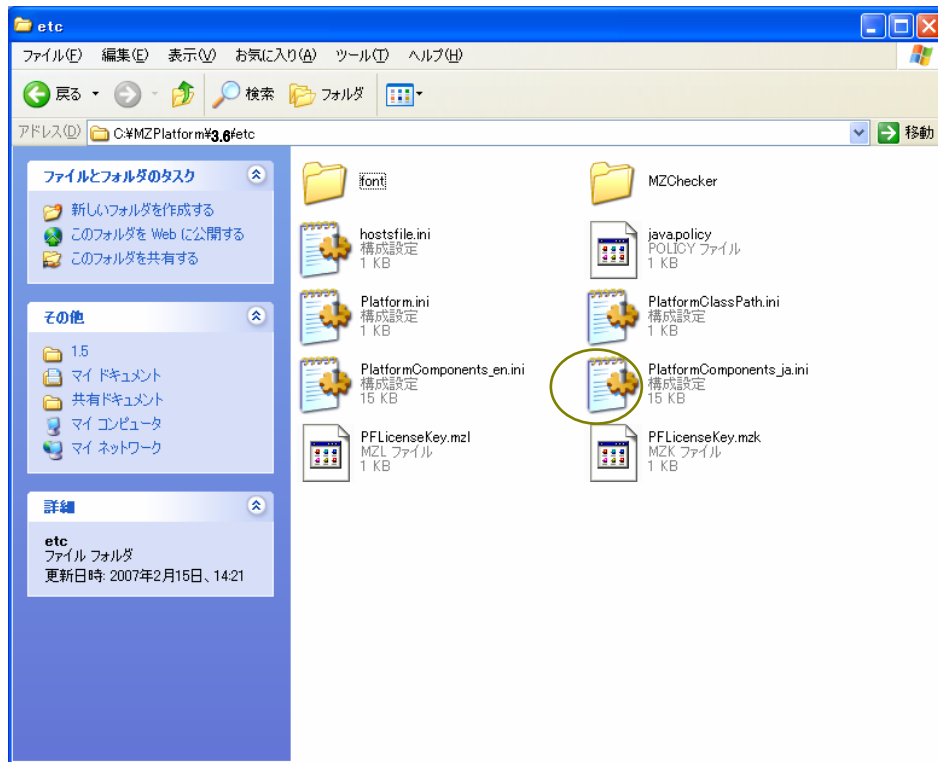 etc
ファイル(F) 編集(E) 表示(V) お気に入り(A) ツール(T) ヘルプ(H)
戻る 検索 フォルダ
アドレス(D) C:¥MZPlatform¥3.6¥etc 移動
ファイルとフォルダのタスク
新しいフォルダを作成する
このフォルダを Web に公開する
このフォルダを共有する
その他
1.5
マイ ドキュメント
共有ドキュメント
マイ コンピュータ
マイ ネットワーク
詳細
etc
ファイル フォルダ
更新日時: 2007年2月15日、14:21
font
MZChecker
hostsfile.ini
構成設定
1 KB
java.policy
POLICY ファイル
1 KB
Platform.ini
構成設定
1 KB
PlatformClassPath.ini
構成設定
1 KB
PlatformComponents_en.ini
構成設定
15 KB
PlatformComponents_ja.ini
構成設定
15 KB
PFLicenseKey.mzl
MZL ファイル
1 KB
PFLicenseKey.mzk
MZK ファイル
1 KB